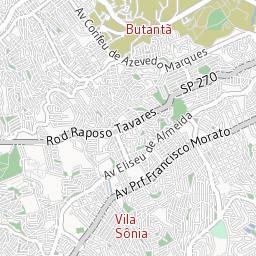 Butantã
Av Corifeu de Azevedo Marques
SP 270
Rod Raposo Tavares
Av Eliseu de Almeida
Av Prf Francisco Morato
Vila
Sônia